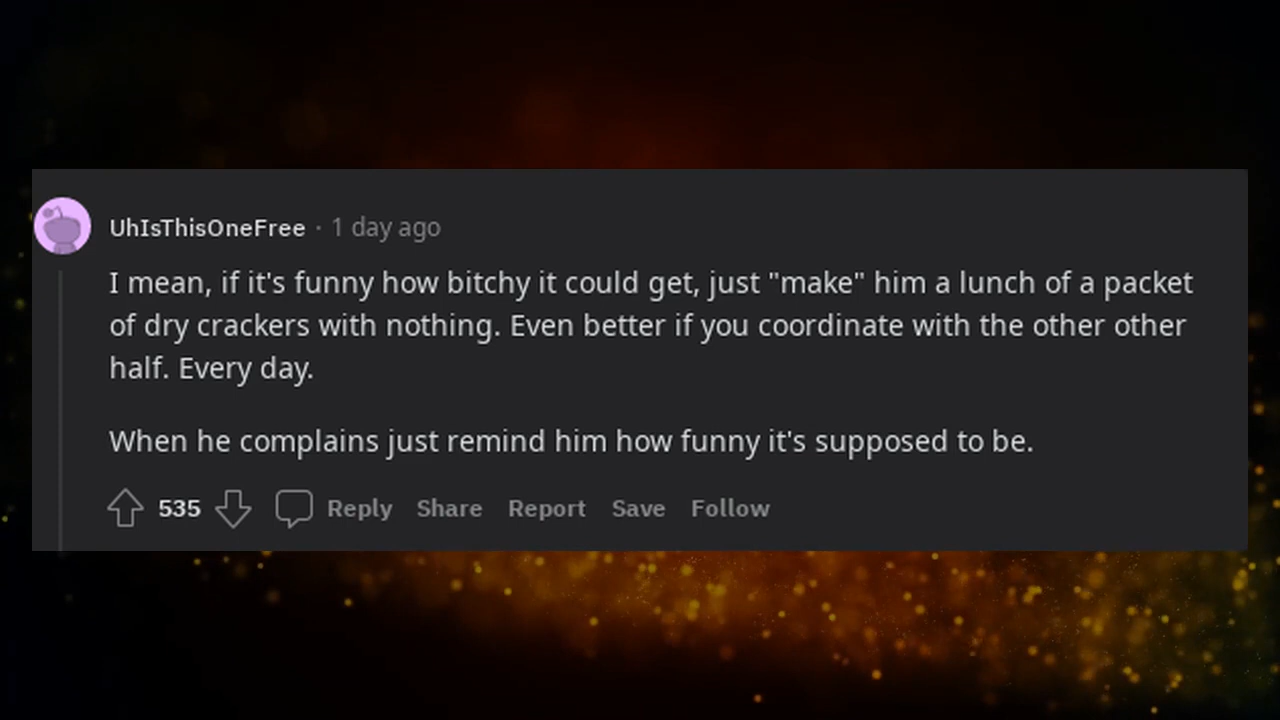 UhIsThisOneFree · 1 day ago
I mean, if it's funny how bitchy it could get, just "make" him a lunch of a packet
of dry crackers with nothing. Even better if you coordinate with the other other
half. Every day.
When he complains just remind him how funny it's supposed to be.
535 Reply Share Report Save Follow